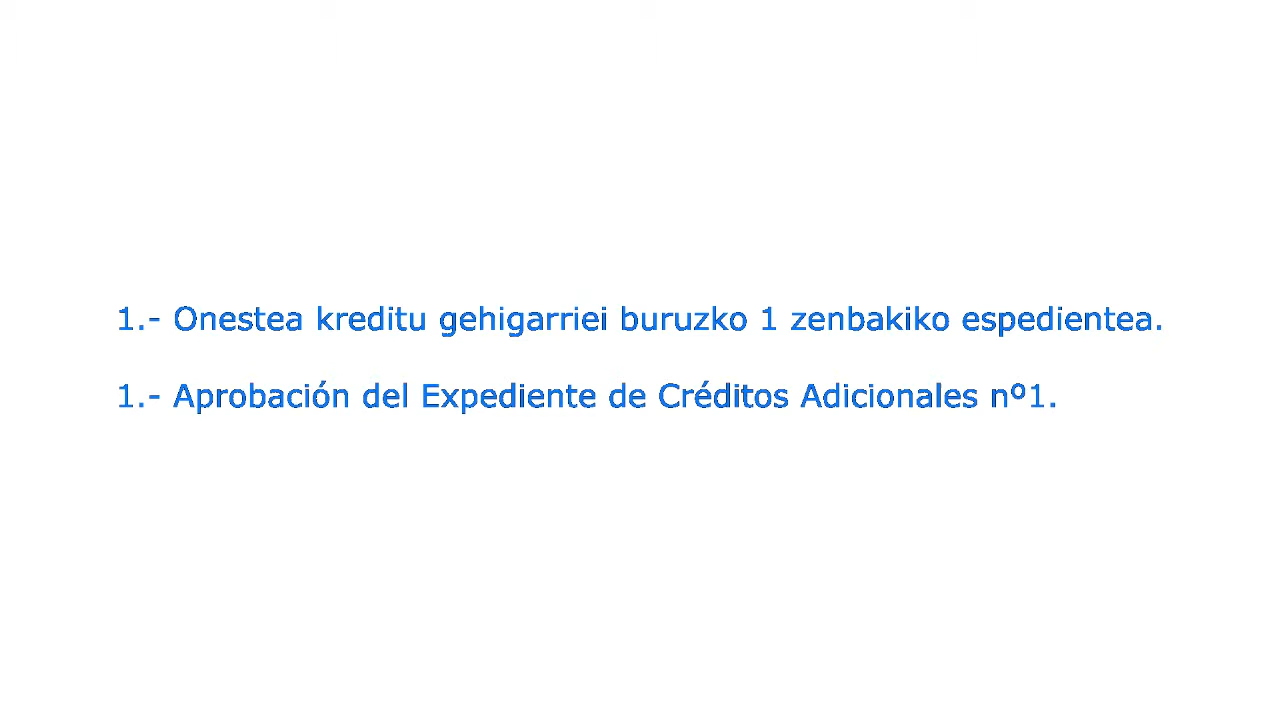 1.- Onestea kreditu gehigarriei buruzko 1 zenbakiko espedientea.
1.- Aprobación del Expediente de Créditos Adicionales nº1.